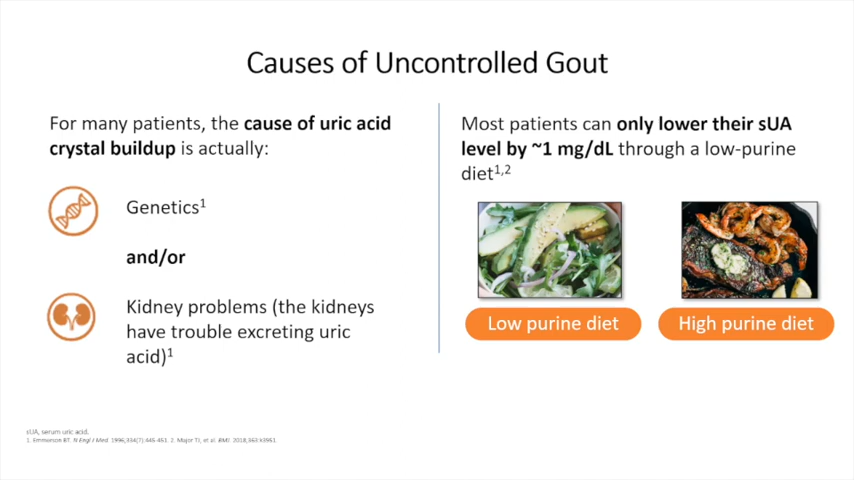 Causes of Uncontrolled Gout
For many patients, the cause of uric acid
crystal buildup is actually:
Genetics1
and/or
Kidney problems (the kidneys
have trouble excreting uric
acid)1
Most patients can only lower their sUA
level by ~1 mg/dL through a low-purine
diet1,2
Low purine diet
High purine diet
sUA, serum uric acid.
1. Emmerson BT. N Engl J Med. 1996;334(7):445-451. 2. Major TJ, et al. BMJ. 2018;363:k3951.